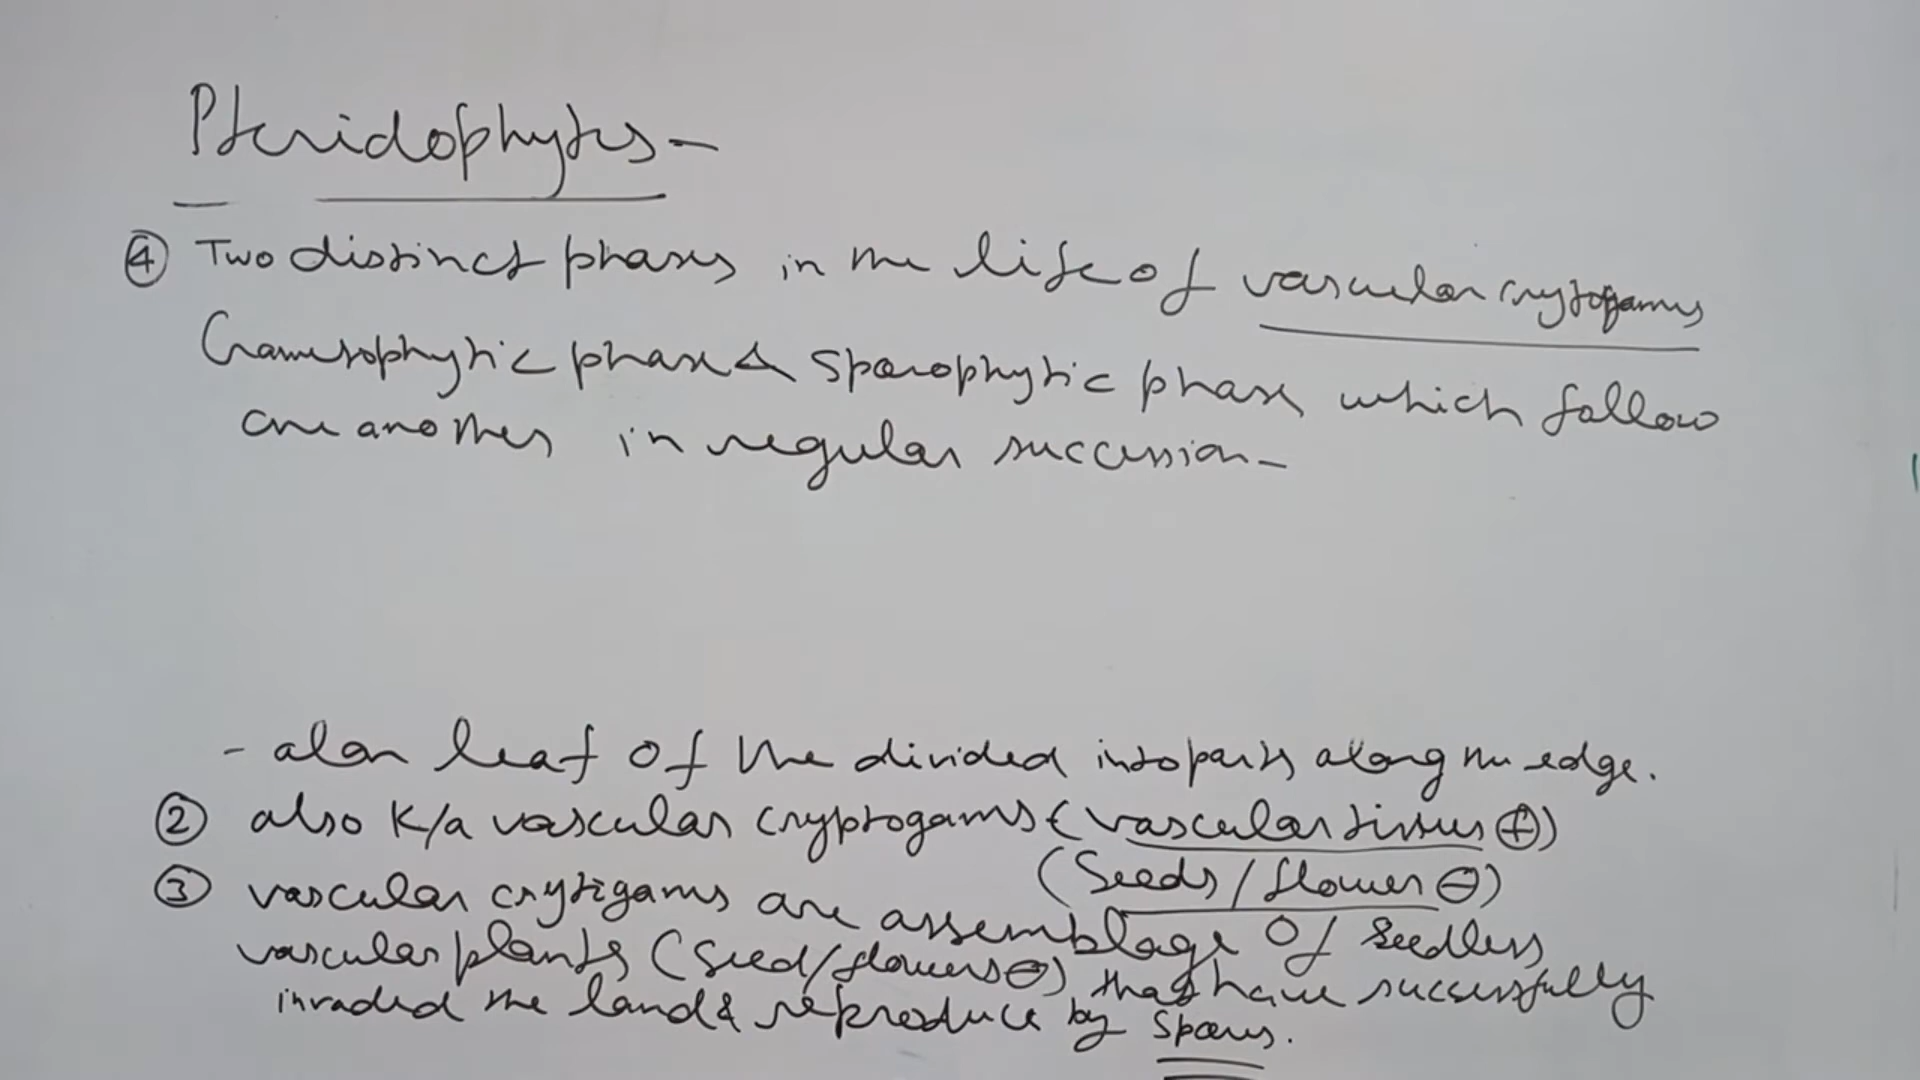 Pteridophytes-
④ Two distinct phases in the life of vascular crytogams
Gametophytic phase & Sporophytic phase, which follow
one another in regular succession-
- also leaf of the divided into parts along the edge.
② also K/a vascular cryptogams (vascular tissues ⊕)
(Seeds/flower ⊖)
③ vascular crytigams are assemblage of seedless
vascular plants (Seed/flowers ⊖) that have successfully
invaded the land & reproduce by spores.